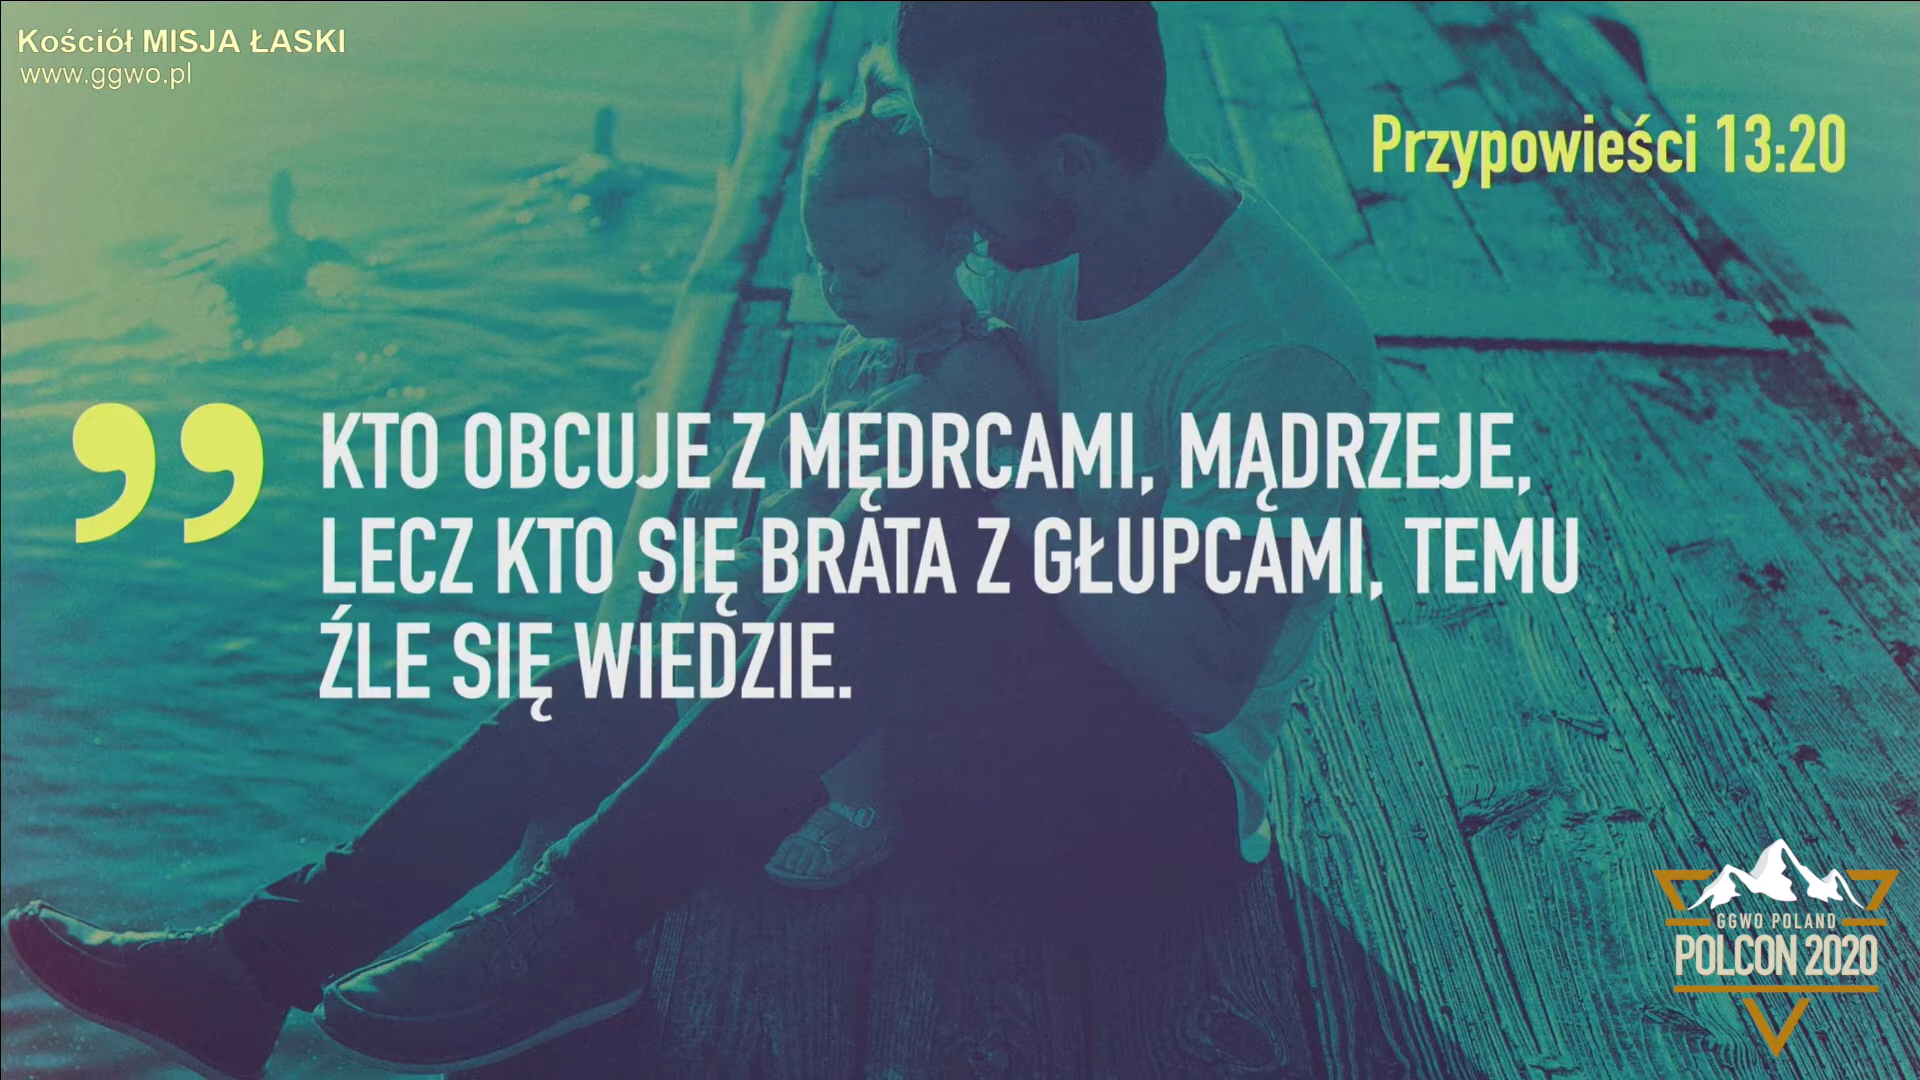 Kościół MISJA ŁASKI
www.ggwo.pl
Przypowieści 13:20
” KTO OBCUJE Z MĘDRCAMI, MĄDRZEJE,
LECZ KTO SIĘ BRATA Z GŁUPCAMI, TEMU
ŹLE SIĘ WIEDZIE.
GGWO POLAND
POLCON 2020